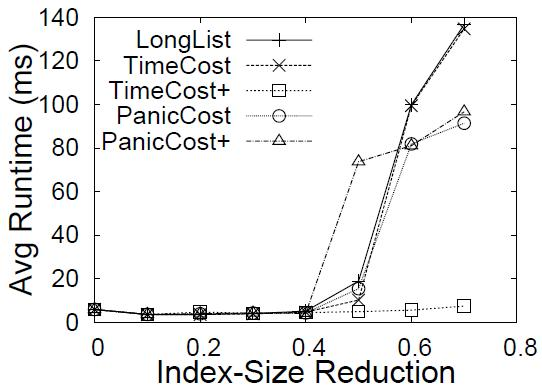 140
120
100
80
60
40
20
0
Avg Runtime (ms)
LongList
TimeCost
TimeCost+
PanicCost
PanicCost+
0 0.2 0.4 0.6 0.8
Index-Size Reduction